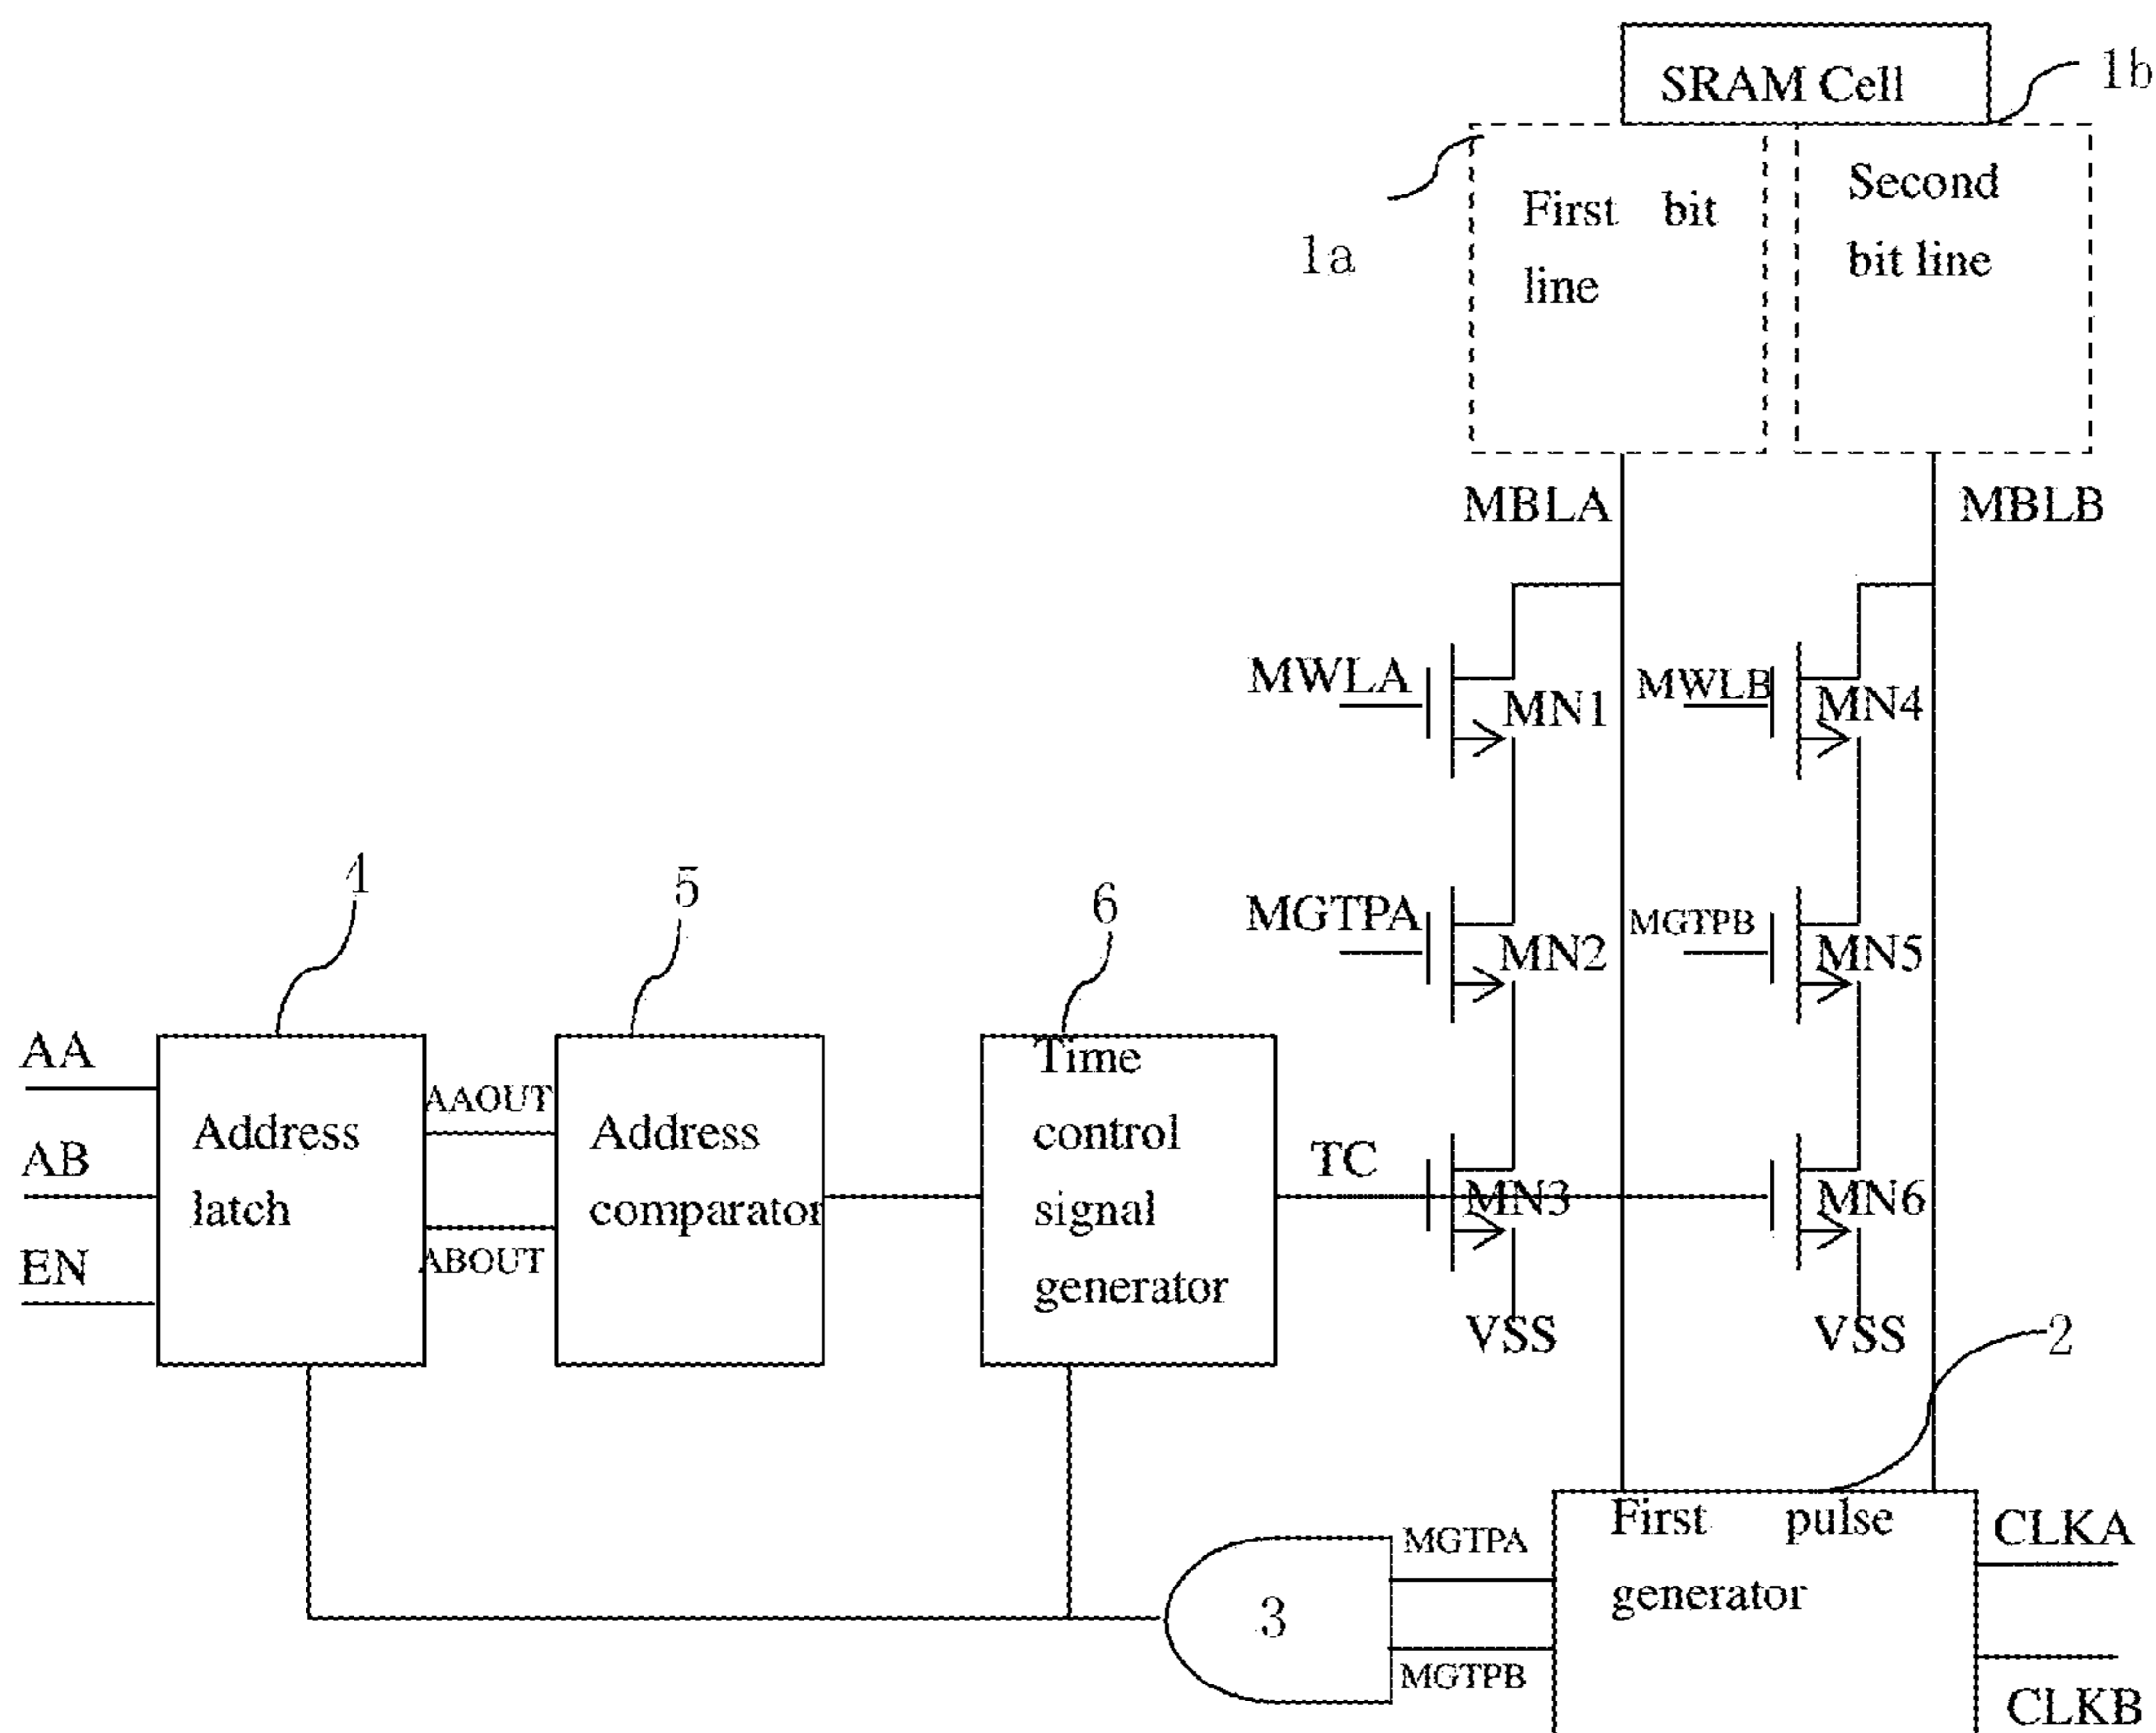 SRAM Cell
1b
First bit
line
Second
bit line
1a
MBLA
MBLB
MWLA
MN1
MWLB
MN4
MGTPA
MN2
MGTPB
MN5
4
5
6
AA
AB
EN
Address
latch
AAOUT
ABOUT
Address
comparator
Time
control
signal
generator
TC
MN3
MN6
VSS
VSS
2
First pulse
generator
CLKA
CLKB
MGTPA
MGTPB
3